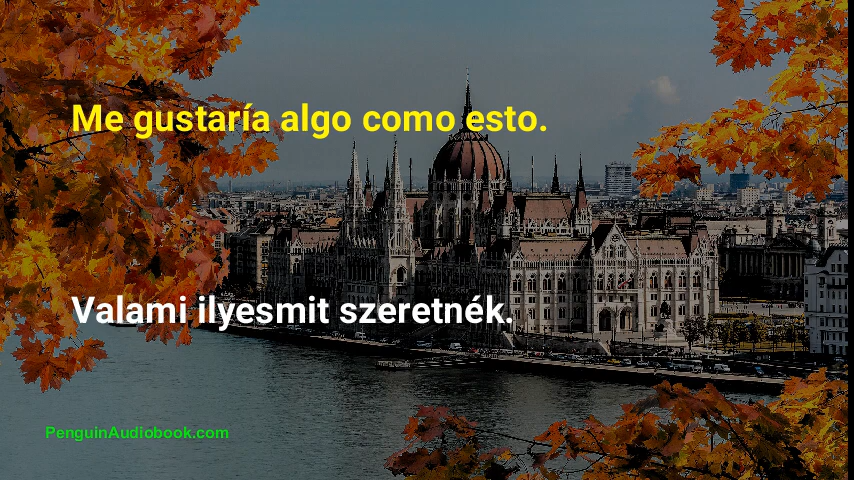 Me gustaría algo como esto.
Valami ilyesmit szeretnék.
PenguinAudiobook.com